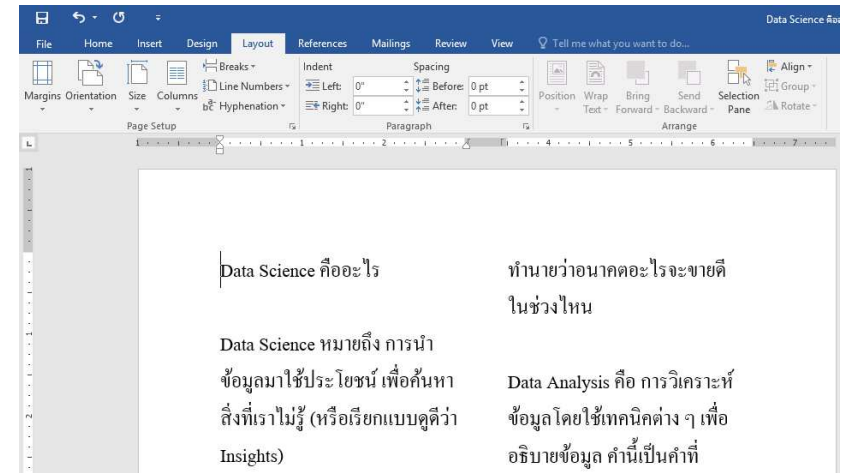 Data Science คือ
File Home Insert Design Layout References Mailings Review View Tell me what you want to do...
Margins Orientation Size Columns
Breaks
Line Numbers
Hyphenation
Page Setup
Indent
Left: 0"
Right: 0"
Spacing
Before: 0 pt
After: 0 pt
Paragraph
Position
Wrap Text
Bring Forward
Send Backward
Selection Pane
Align
Group
Rotate
Arrange
1 1 2 4 5 6 7
Data Science คืออะไร
Data Science หมายถึง การนำ
ข้อมูลมาใช้ประโยชน์ เพื่อค้นหา
สิ่งที่เราไม่รู้ (หรือเรียกแบบดูดีว่า
Insights)
ทำนายว่าอนาคตอะไรจะขายดี
ในช่วงไหน
Data Analysis คือ การวิเคราะห์
ข้อมูลโดยใช้เทคนิคต่าง ๆ เพื่อ
อธิบายข้อมูล คำนี้เป็นคำที่